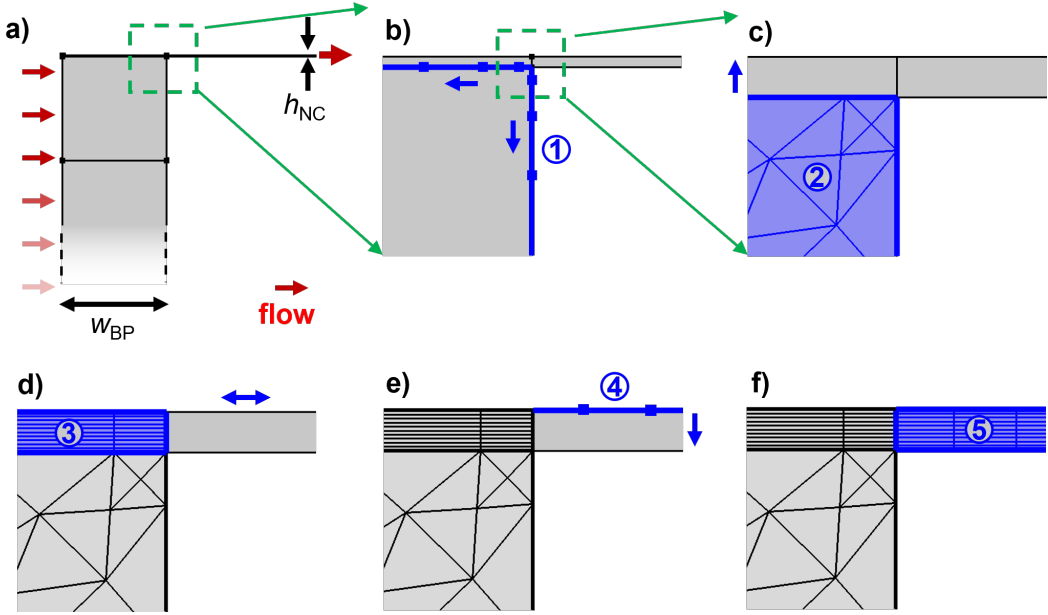 a)
h_NC
w_BP
flow
b)
①
c)
②
d)
③
e)
④
f)
⑤